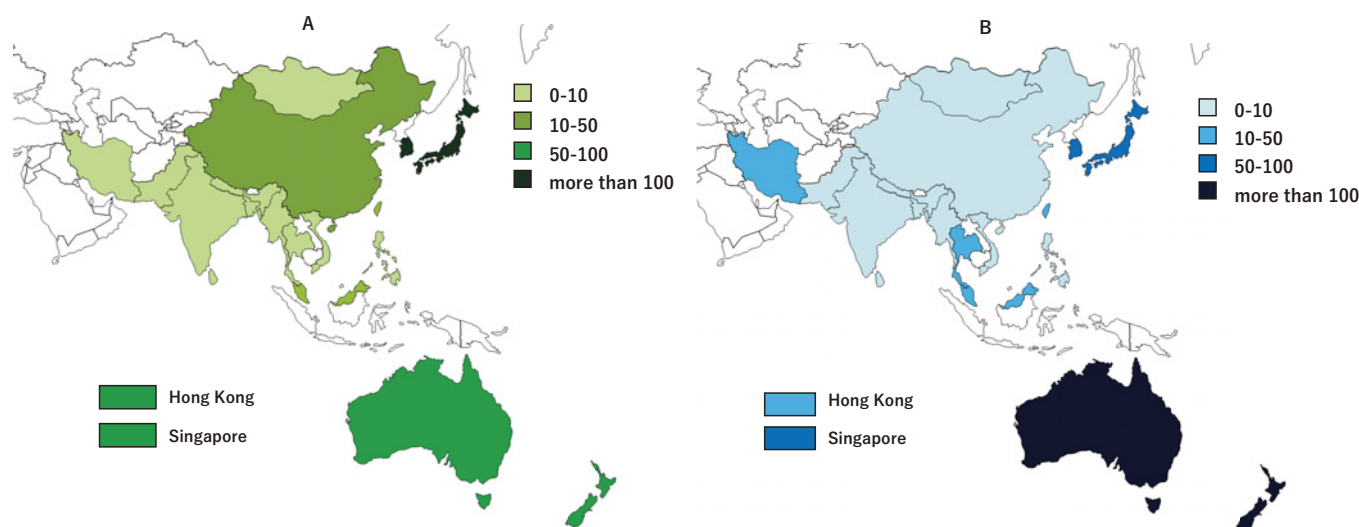 A
0-10
10-50
50-100
more than 100
Hong Kong
Singapore
B
0-10
10-50
50-100
more than 100
Hong Kong
Singapore